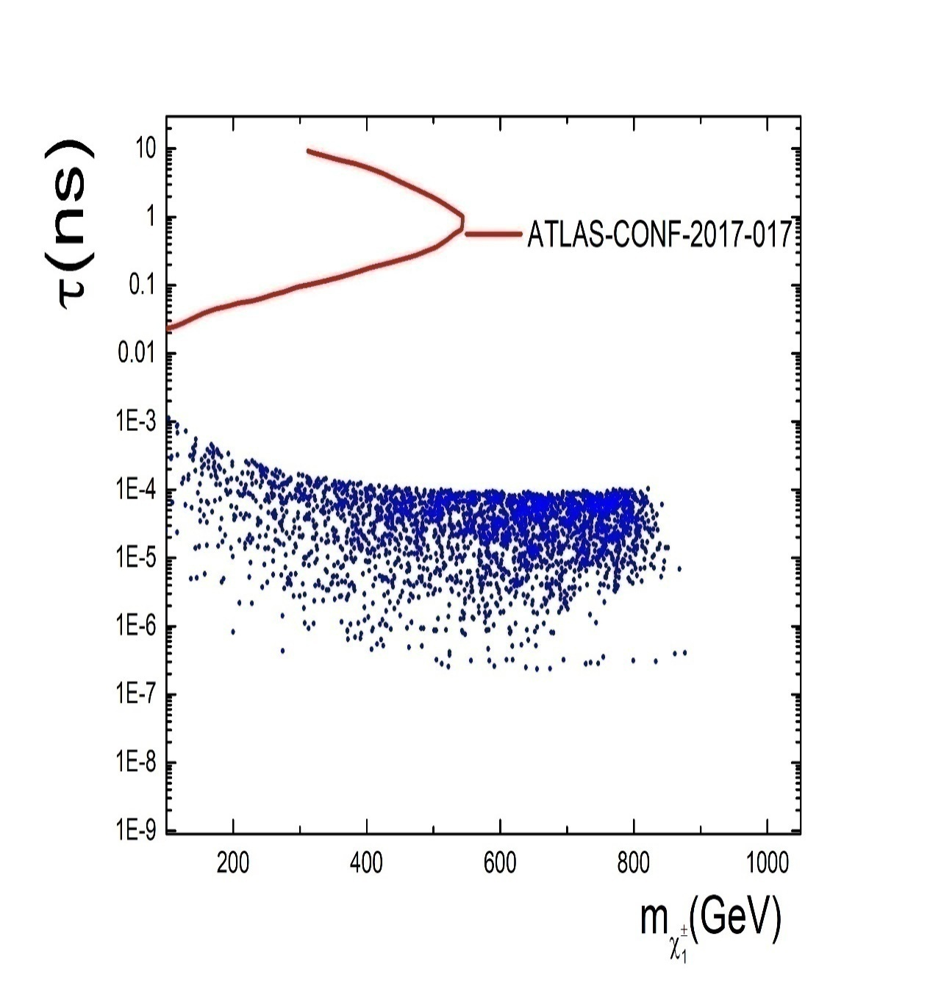 τ(ns)
10
1
0.1
0.01
1E-3
1E-4
1E-5
1E-6
1E-7
1E-8
1E-9
ATLAS-CONF-2017-017
200 400 600 800 1000
m_χ₁^± (GeV)